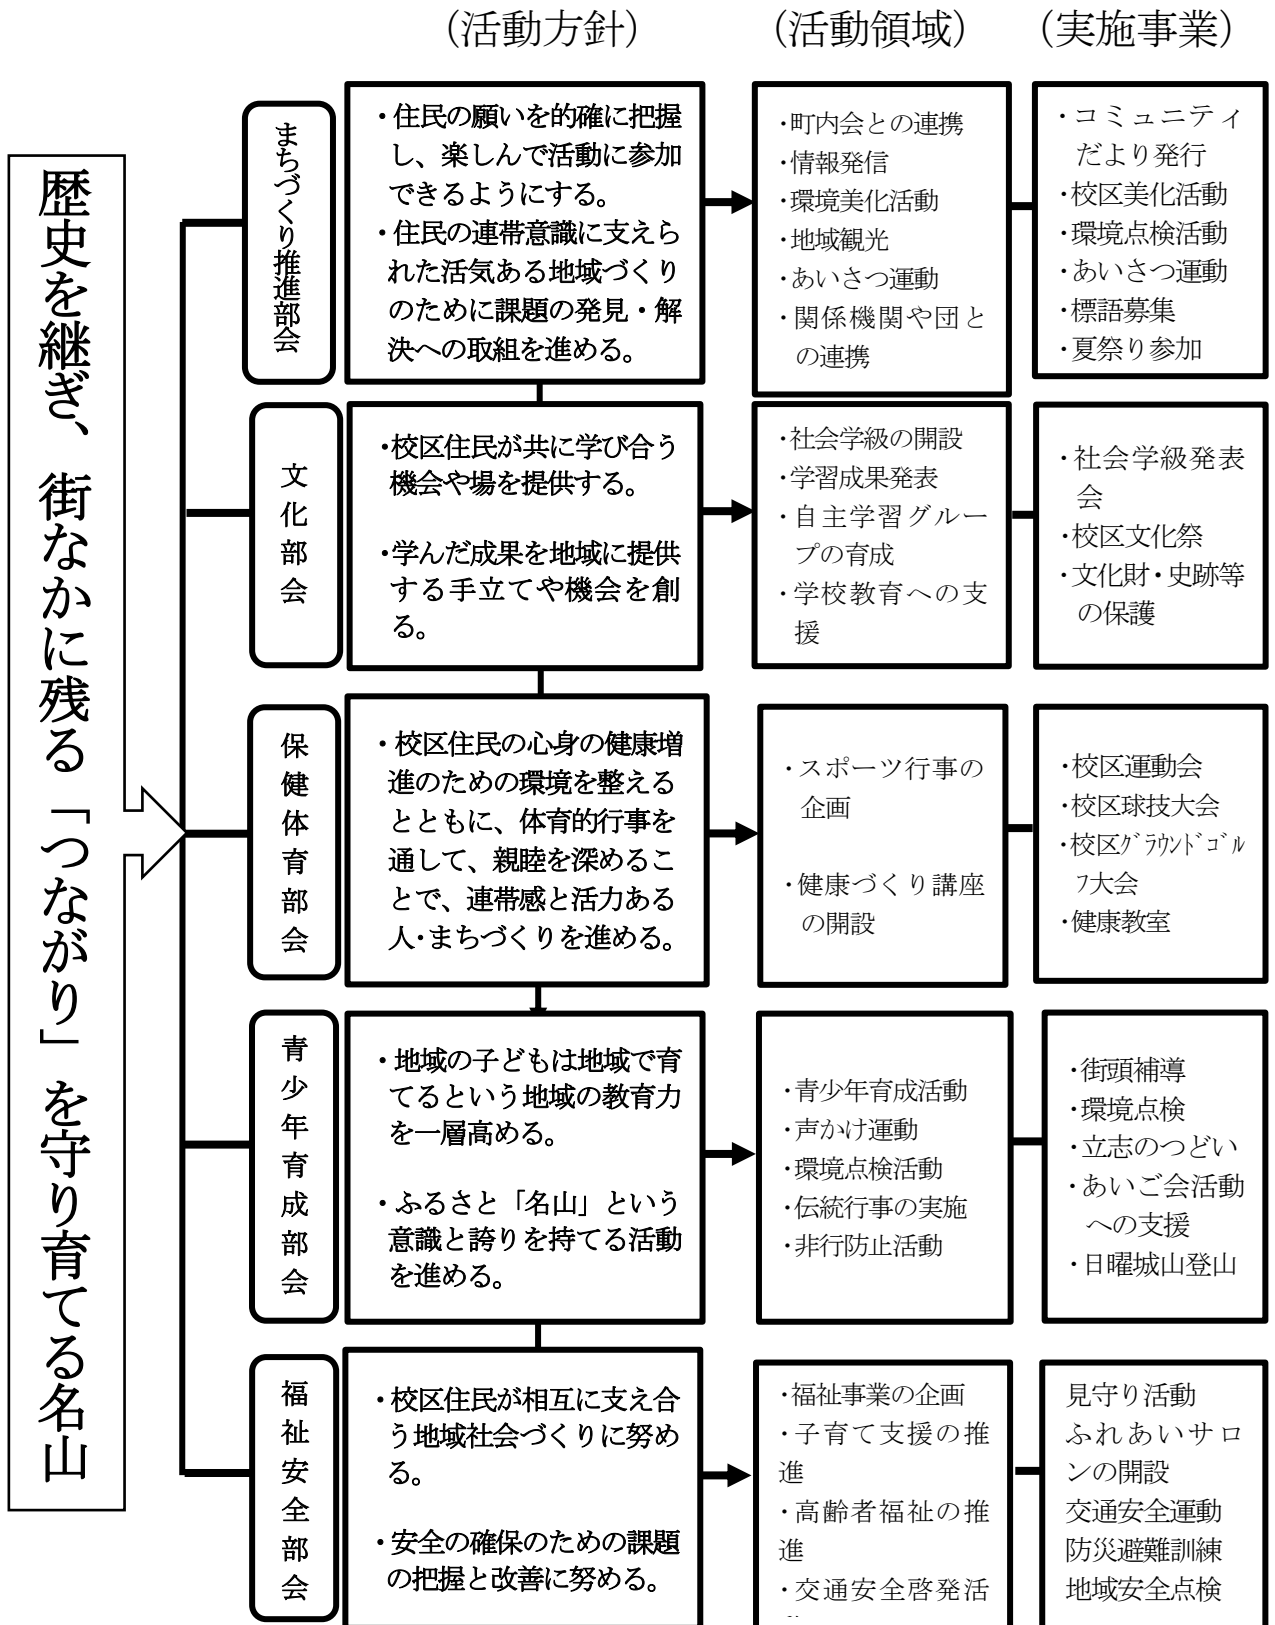 (活動方針)
(活動領域)
(実施事業)
歴史を継ぎ、街なかに残る「つながり」を守り育てる名山
まちづくり推進部会
・住民の願いを的確に把握
し、楽しんで活動に参加
できるようにする。
・住民の連帯意識に支えら
れた活気ある地域づくり
のために課題の発見・解
決への取組を進める。
・町内会との連携
・情報発信
・環境美化活動
・地域観光
・あいさつ運動
・関係機関や団と
の連携
・コミュニティ
だより発行
・校区美化活動
・環境点検活動
・あいさつ運動
・標語募集
・夏祭り参加
文化部会
・校区住民が共に学び合う
機会や場を提供する。
・学んだ成果を地域に提供
する手立てや機会を創
る。
・社会学級の開設
・学習成果発表
・自主学習グルー
プの育成
・学校教育への支
援
・社会学級発表
会
・校区文化祭
・文化財・史跡等
の保護
保健体育部会
・校区住民の心身の健康増
進のための環境を整える
とともに、体育的行事を
通して、親睦を深めるこ
とで、連帯感と活力ある
人・まちづくりを進める。
・スポーツ行事の
企画
・健康づくり講座
の開設
・校区運動会
・校区球技大会
・校区グラウンドゴル
フ大会
・健康教室
青少年育成部会
・地域の子どもは地域で育
てるという地域の教育力
を一層高める。
・ふるさと「名山」という
意識と誇りを持てる活動
を進める。
・青少年育成活動
・声かけ運動
・環境点検活動
・伝統行事の実施
・非行防止活動
・街頭補導
・環境点検
・立志のつどい
・あいご会活動
への支援
・日曜城山登山
福祉安全部会
・校区住民が相互に支え合
う地域社会づくりに努め
る。
・安全の確保のための課題
の把握と改善に努める。
・福祉事業の企画
・子育て支援の推
進
・高齢者福祉の推
進
・交通安全啓発活
見守り活動
ふれあいサロ
ンの開設
交通安全運動
防災避難訓練
地域安全点検